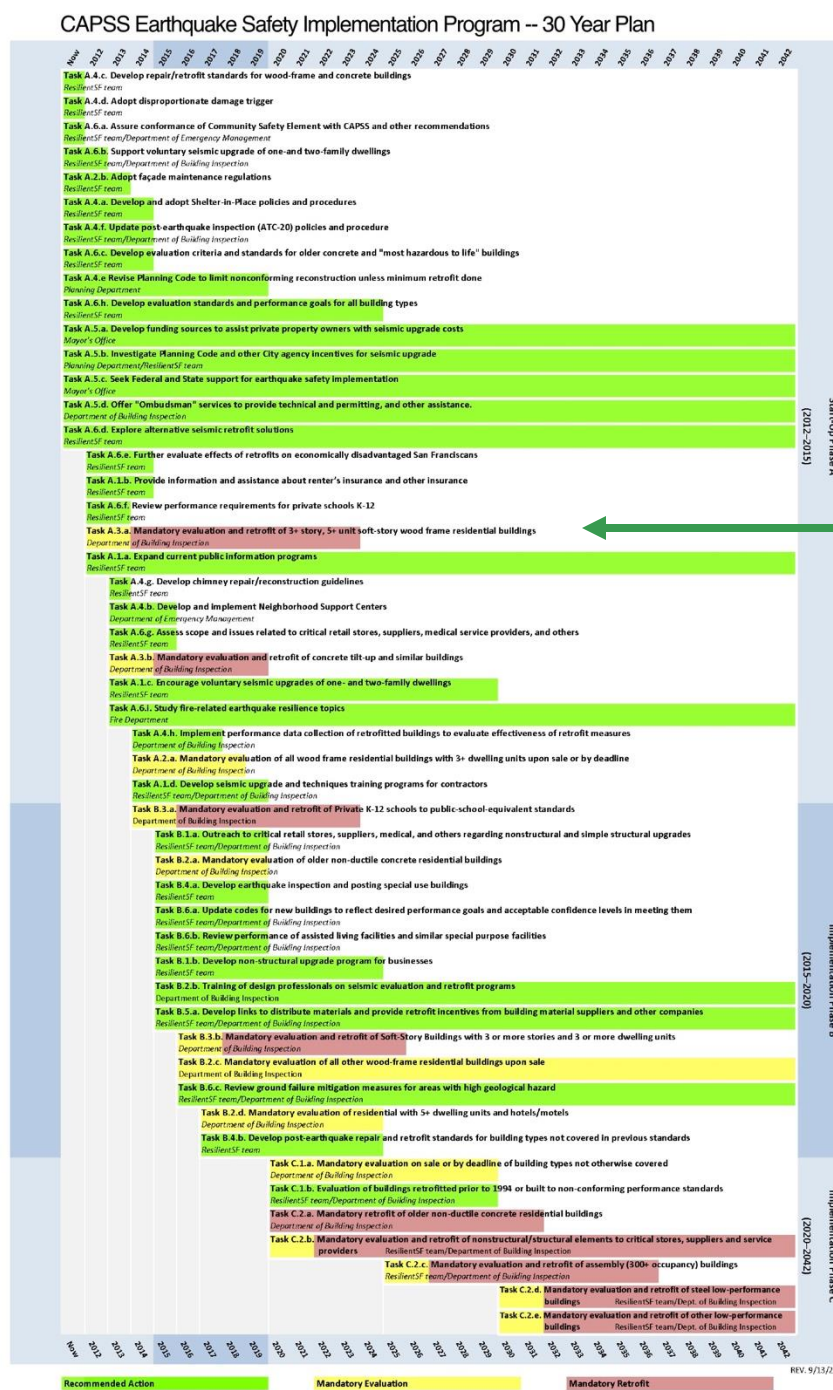 CAPSS Earthquake Safety Implementation Program -- 30 Year Plan
Now 2012 2013 2014 2015 2016 2017 2018 2019 2020 2021 2022 2023 2024 2025 2026 2027 2028 2029 2030 2031 2032 2033 2034 2035 2036 2037 2038 2039 2040 2041 2042
Task A.4.c. Develop repair/retrofit standards for wood-frame and concrete buildings
ResilientSF team
Task A.4.d. Adopt disproportionate damage trigger
ResilientSF team
Task A.6.a. Assure conformance of Community Safety Element with CAPSS and other recommendations
ResilientSF team/Department of Emergency Management
Task A.6.b. Support voluntary seismic upgrade of one-and two-family dwellings
ResilientSF team/Department of Building Inspection
Task A.2.b. Adopt façade maintenance regulations
ResilientSF team
Task A.4.a. Develop and adopt Shelter-in-Place policies and procedures
ResilientSF team
Task A.4.f. Update post-earthquake inspection (ATC-20) policies and procedure
ResilientSF team/Department of Building Inspection
Task A.6.c. Develop evaluation criteria and standards for older concrete and "most hazardous to life" buildings
ResilientSF team
Task A.4.e Revise Planning Code to limit nonconforming reconstruction unless minimum retrofit done
Planning Department
Task A.6.h. Develop evaluation standards and performance goals for all building types
ResilientSF team
Task A.5.a. Develop funding sources to assist private property owners with seismic upgrade costs
Mayor's Office
Task A.5.b. Investigate Planning Code and other City agency incentives for seismic upgrade
Planning Department/ResilientSF team
Task A.5.c. Seek Federal and State support for earthquake safety implementation
Mayor's Office
Task A.5.d. Offer "Ombudsman" services to provide technical and permitting, and other assistance.
Department of Building Inspection
Task A.6.d. Explore alternative seismic retrofit solutions
ResilientSF team
(2012–2015)
Task A.6.e. Further evaluate effects of retrofits on economically disadvantaged San Franciscans
ResilientSF team
Task A.1.b. Provide information and assistance about renter's insurance and other insurance
ResilientSF team
Task A.6.f. Review performance requirements for private schools K-12
ResilientSF team
Task A.3.a. Mandatory evaluation and retrofit of 3+ story, 5+ unit soft-story wood frame residential buildings
Department of Building Inspection
Task A.1.a. Expand current public information programs
ResilientSF team
Task A.4.g. Develop chimney repair/reconstruction guidelines
ResilientSF team
Task A.4.b. Develop and implement Neighborhood Support Centers
Department of Emergency Management
Task A.6.g. Assess scope and issues related to critical retail stores, suppliers, medical service providers, and others
ResilientSF team
Task A.3.b. Mandatory evaluation and retrofit of concrete tilt-up and similar buildings
Department of Building Inspection
Task A.1.c. Encourage voluntary seismic upgrades of one- and two-family dwellings
ResilientSF team
Task A.6.i. Study fire-related earthquake resilience topics
Fire Department
Task A.4.h. Implement performance data collection of retrofitted buildings to evaluate effectiveness of retrofit measures
Department of Building Inspection
Task A.2.a. Mandatory evaluation of all wood frame residential buildings with 3+ dwelling units upon sale or by deadline
Department of Building Inspection
Task A.1.d. Develop seismic upgrade and techniques training programs for contractors
ResilientSF team/Department of Building Inspection
Task B.3.a. Mandatory evaluation and retrofit of Private K-12 schools to public-school-equivalent standards
Department of Building Inspection
Task B.1.a. Outreach to critical retail stores, suppliers, medical, and others regarding nonstructural and simple structural upgrades
ResilientSF team/Department of Building Inspection
Task B.2.a. Mandatory evaluation of older non-ductile concrete residential buildings
Department of Building Inspection
Task B.4.a. Develop earthquake inspection and posting special use buildings
ResilientSF team
Task B.6.a. Update codes for new buildings to reflect desired performance goals and acceptable confidence levels in meeting them
ResilientSF team/Department of Building Inspection
Task B.6.b. Review performance of assisted living facilities and similar special purpose facilities
ResilientSF team/Department of Building Inspection
Task B.1.b. Develop non-structural upgrade program for businesses
ResilientSF team
Task B.2.b. Training of design professionals on seismic evaluation and retrofit programs
Department of Building Inspection
Task B.5.a. Develop links to distribute materials and provide retrofit incentives from building material suppliers and other companies
ResilientSF team/Department of Building Inspection
(2015–2020)
Task B.3.b. Mandatory evaluation and retrofit of Soft-Story Buildings with 3 or more stories and 3 or more dwelling units
Department of Building Inspection
Task B.2.c. Mandatory evaluation of all other wood-frame residential buildings upon sale
Department of Building Inspection
Task B.6.c. Review ground failure mitigation measures for areas with high geological hazard
ResilientSF team/Department of Building Inspection
Task B.2.d. Mandatory evaluation of residential with 5+ dwelling units and hotels/motels
Department of Building Inspection
Task B.4.b. Develop post-earthquake repair and retrofit standards for building types not covered in previous standards
ResilientSF team
Task C.1.a. Mandatory evaluation on sale or by deadline of building types not otherwise covered
Department of Building Inspection
Task C.1.b. Evaluation of buildings retrofitted prior to 1994 or built to non-conforming performance standards
ResilientSF team/Department of Building Inspection
Task C.2.a. Mandatory retrofit of older non-ductile concrete residential buildings
Department of Building Inspection
Task C.2.b. Mandatory evaluation and retrofit of nonstructural/structural elements to critical stores, suppliers and service
providers ResilientSF team/Department of Building Inspection
(2020–2042)
Task C.2.c. Mandatory evaluation and retrofit of assembly (300+ occupancy) buildings
ResilientSF team/Department of Building Inspection
Task C.2.d. Mandatory evaluation and retrofit of steel low-performance
buildings ResilientSF team/Dept. of Building Inspection
Task C.2.e. Mandatory evaluation and retrofit of other low-performance
buildings ResilientSF team/Dept. of Building Inspection
Now 2012 2013 2014 2015 2016 2017 2018 2019 2020 2021 2022 2023 2024 2025 2026 2027 2028 2029 2030 2031 2032 2033 2034 2035 2036 2037 2038 2039 2040 2041 2042
REV. 9/13/2
Recommended Action Mandatory Evaluation Mandatory Retrofit